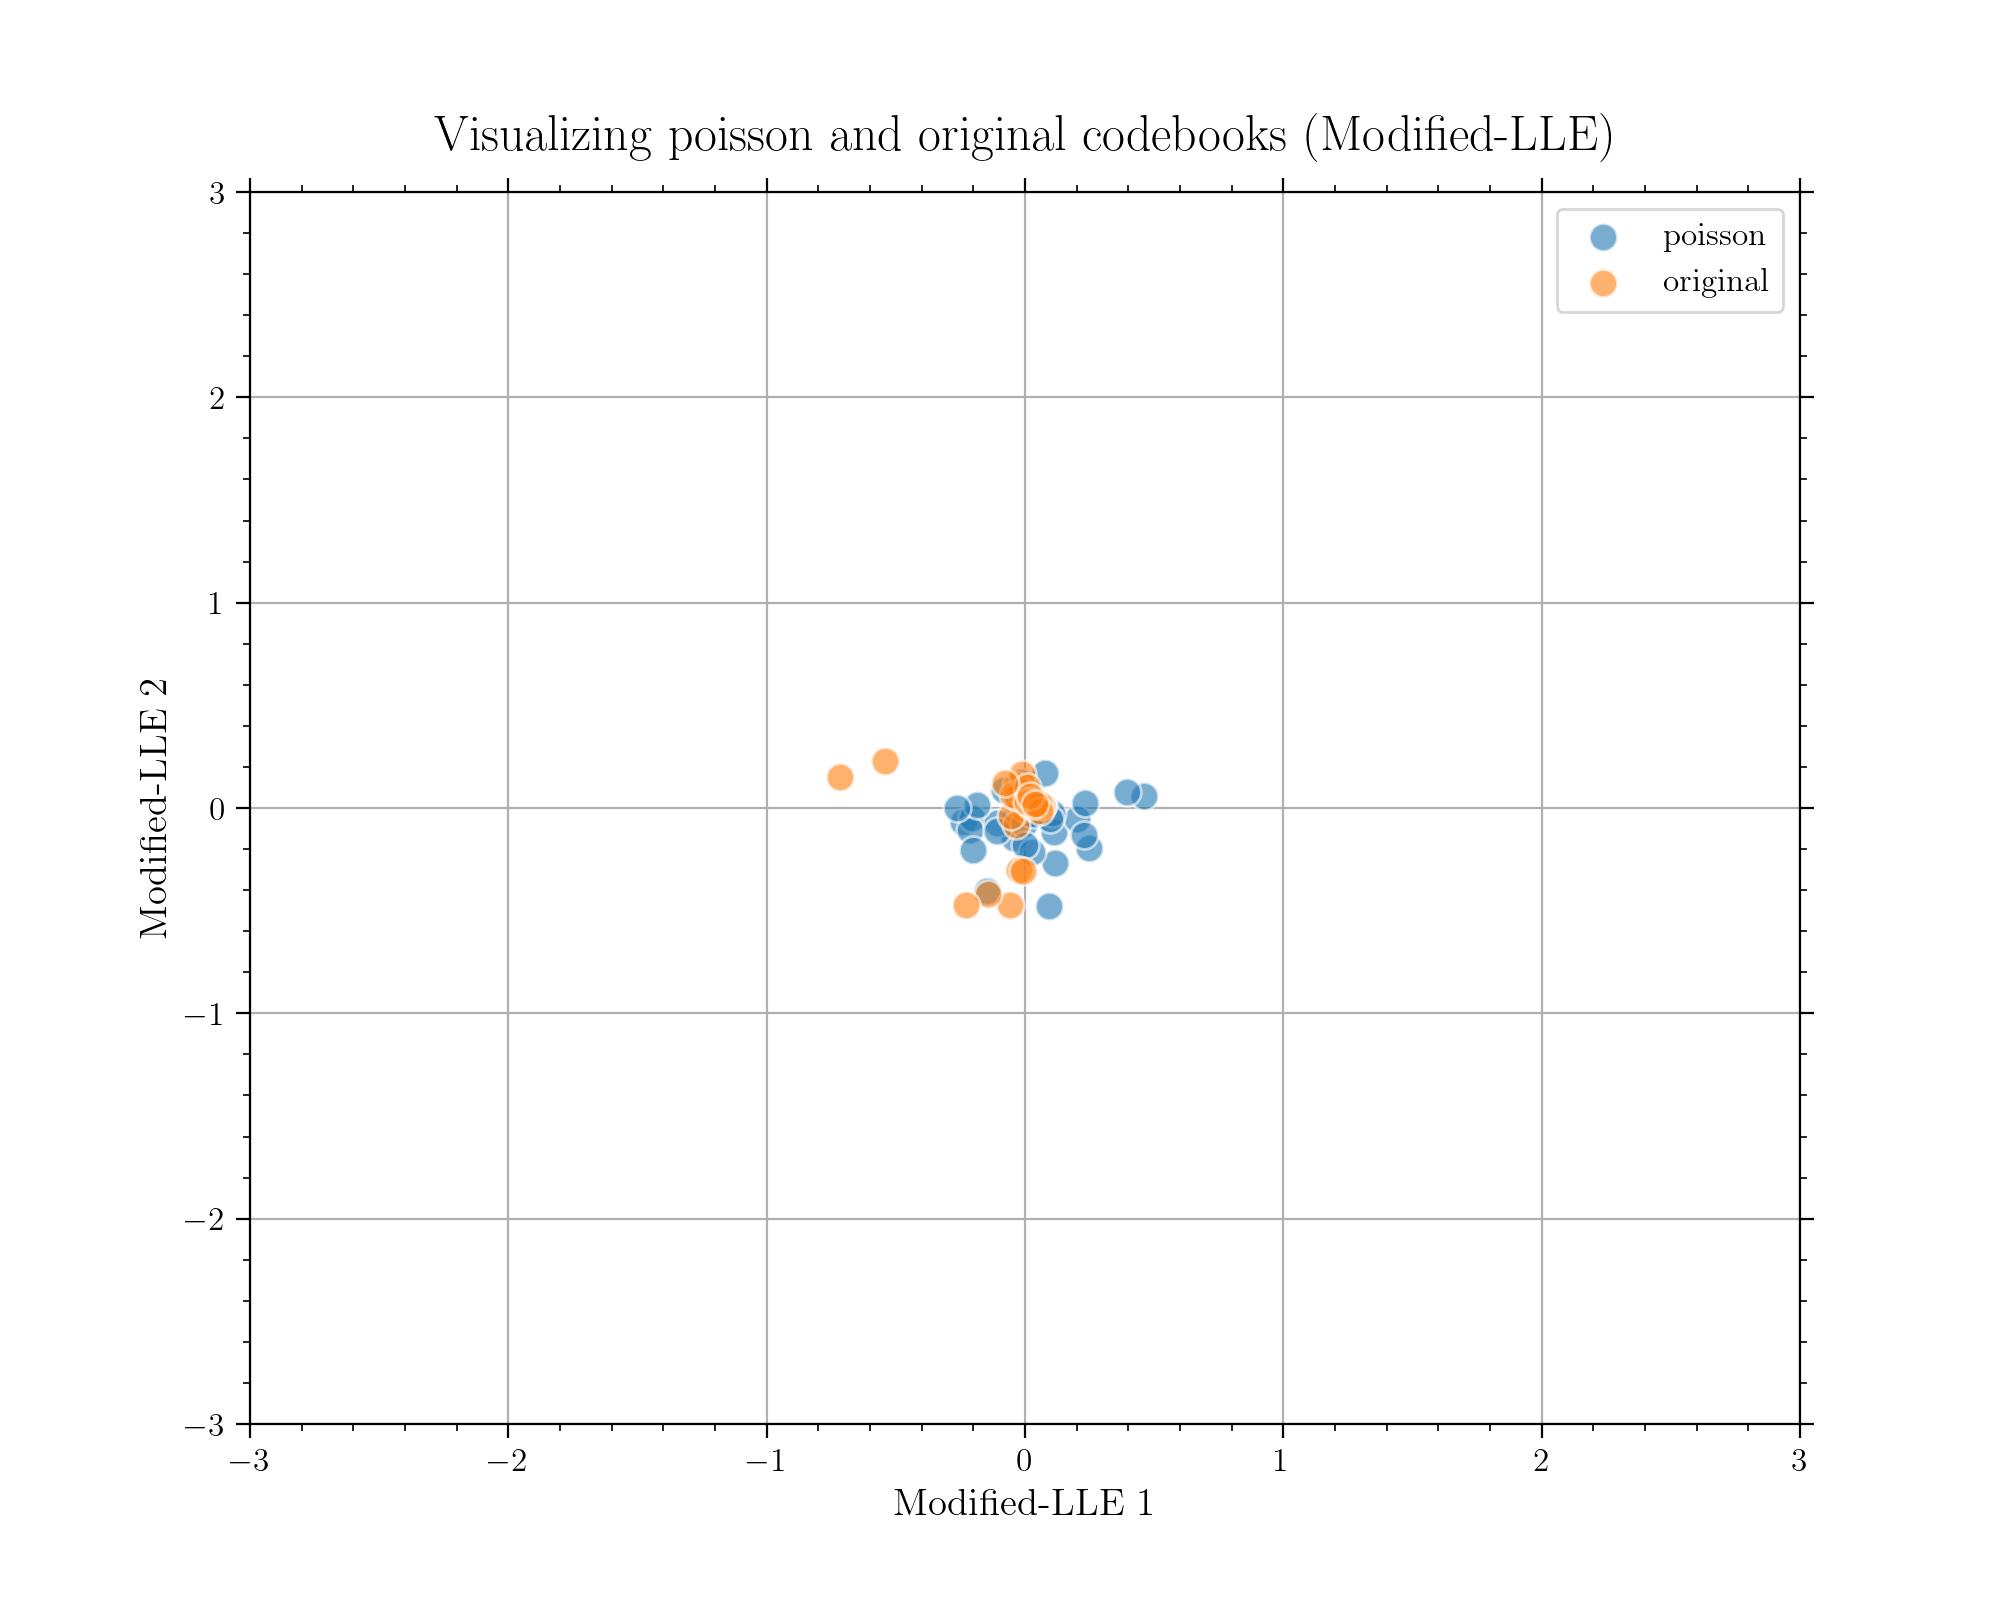 Visualizing poisson and original codebooks (Modified-LLE)
poisson
original
3
2
1
0
−1
−2
−3
Modified-LLE 2
−3
−2
−1
0
1
2
3
Modified-LLE 1